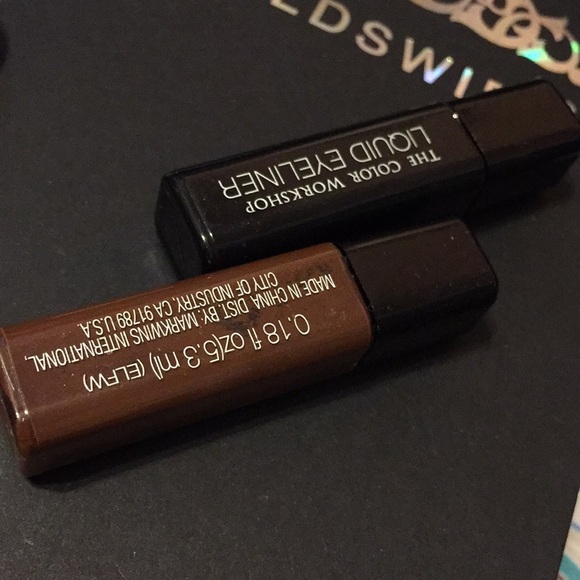 LDSWI
THE COLOR WORKSHOP
LIQUID EYELINER
0.18 fl oz(5.3 ml) (ELFW)
MADE IN CHINA DIST BY. MARKWINS INTERNATIONAL,
CITY OF INDUSTRY, CA 91789 U.S.A